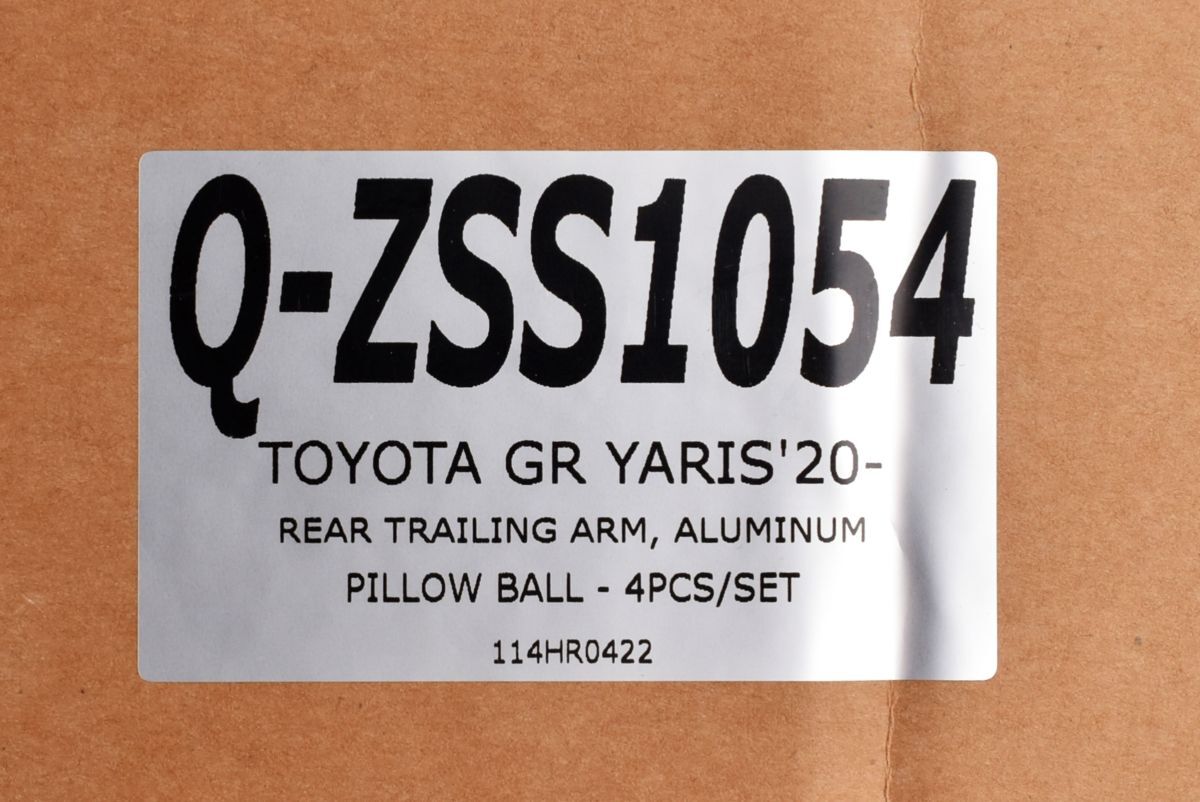 Q-ZSS1054
TOYOTA GR YARIS'20-
REAR TRAILING ARM, ALUMINUM
PILLOW BALL - 4PCS/SET
114HR0422